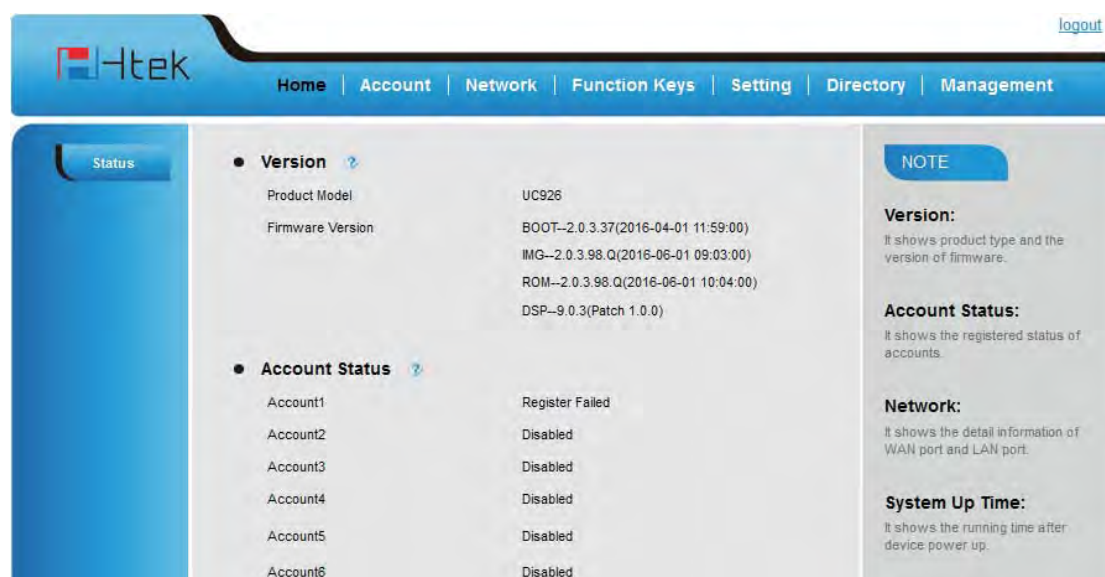 logout
Htek
Home | Account | Network | Function Keys | Setting | Directory | Management
Status
Version ?
Product Model UC926
Firmware Version BOOT--2.0.3.37(2016-04-01 11:59:00)
IMG--2.0.3.98.Q(2016-06-01 09:03:00)
ROM--2.0.3.98.Q(2016-06-01 10:04:00)
DSP--9.0.3(Patch 1.0.0)
Account Status ?
Account1 Register Failed
Account2 Disabled
Account3 Disabled
Account4 Disabled
Account5 Disabled
Account6 Disabled
NOTE
Version:
It shows product type and the
version of firmware.
Account Status:
It shows the registered status of
accounts.
Network:
It shows the detail information of
WAN port and LAN port.
System Up Time:
It shows the running time after
device power up.